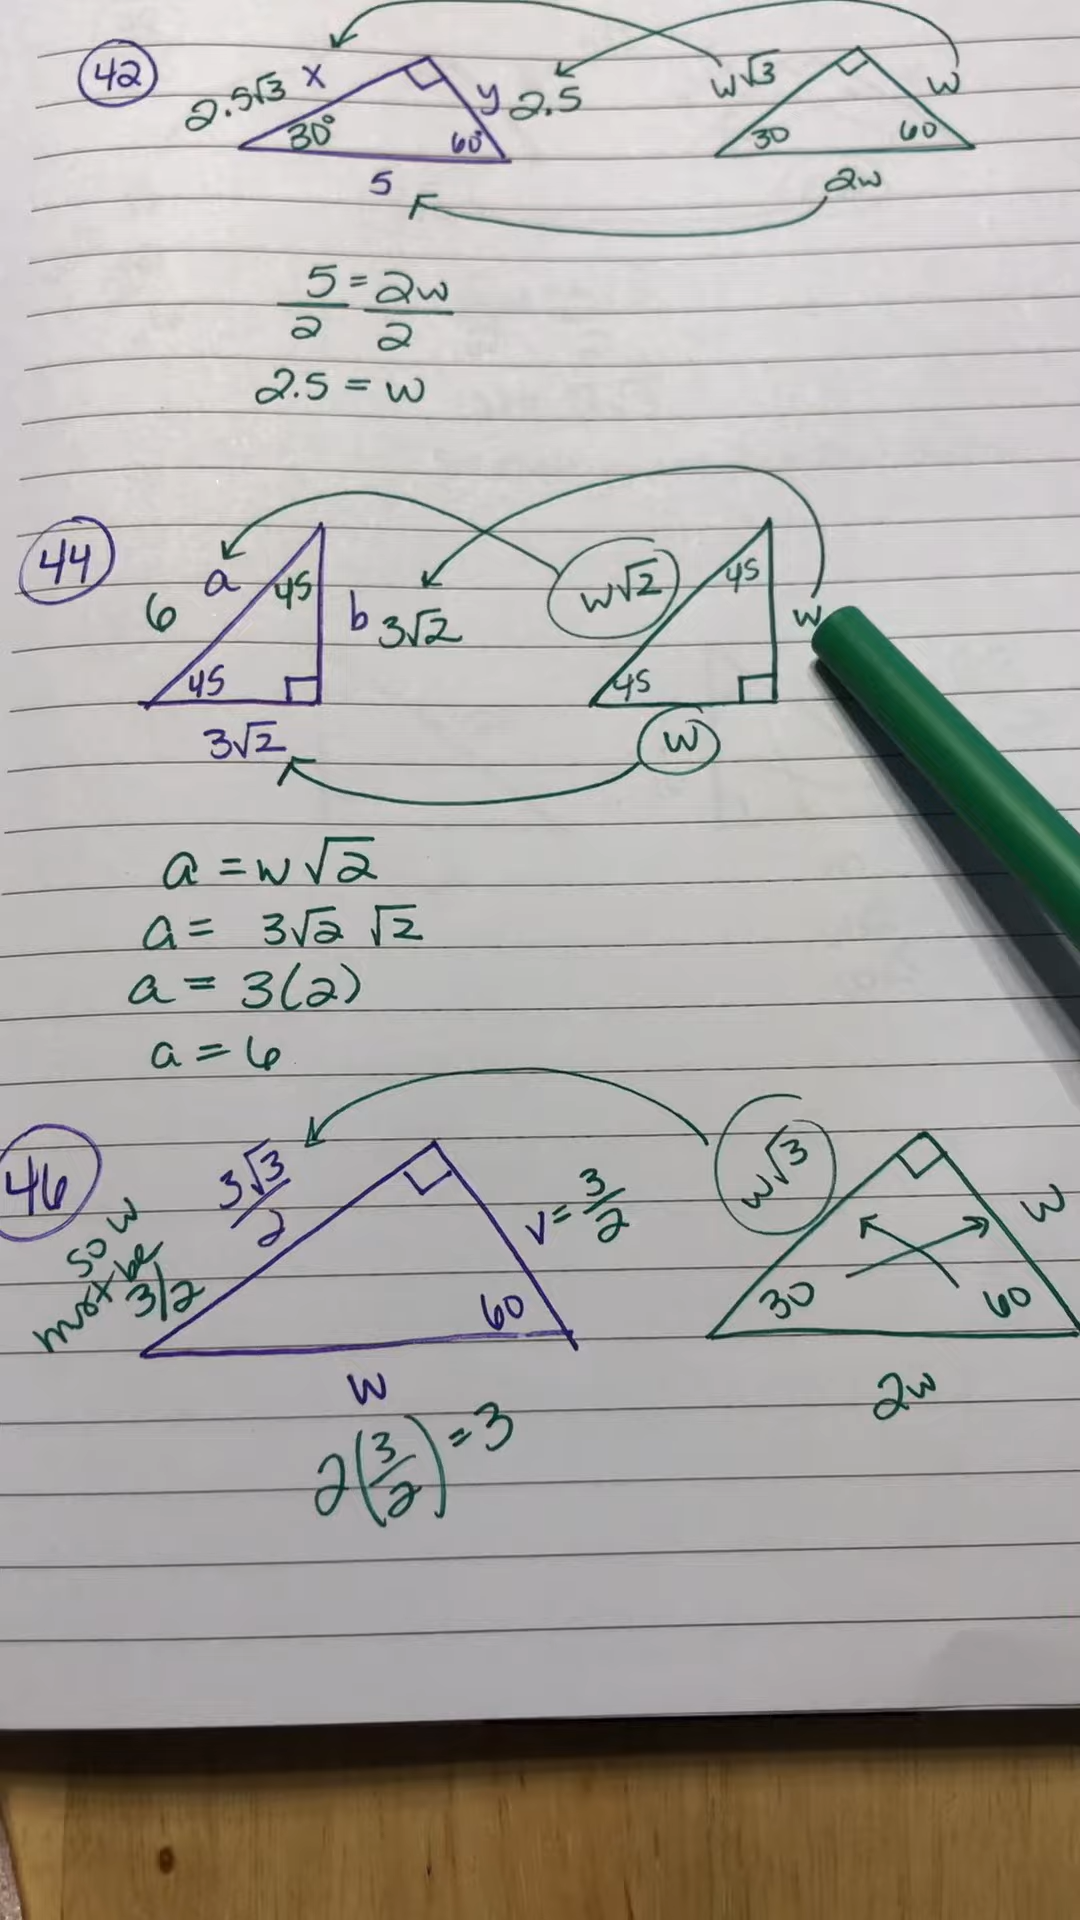 42
2.5√3 x
y 2.5
30°
60°
5
w√3
w
30
60
2w
5 = 2w
2 2
2.5 = w
44
a
6
45
b 3√2
45
3√2
w√2
45
w
45
w
a = w√2
a = 3√2 √2
a = 3(2)
a = 6
46
3√3/2
v = 3/2
so w
must be
3/2
60
w
2(3/2) = 3
w√3
w
30
60
2w